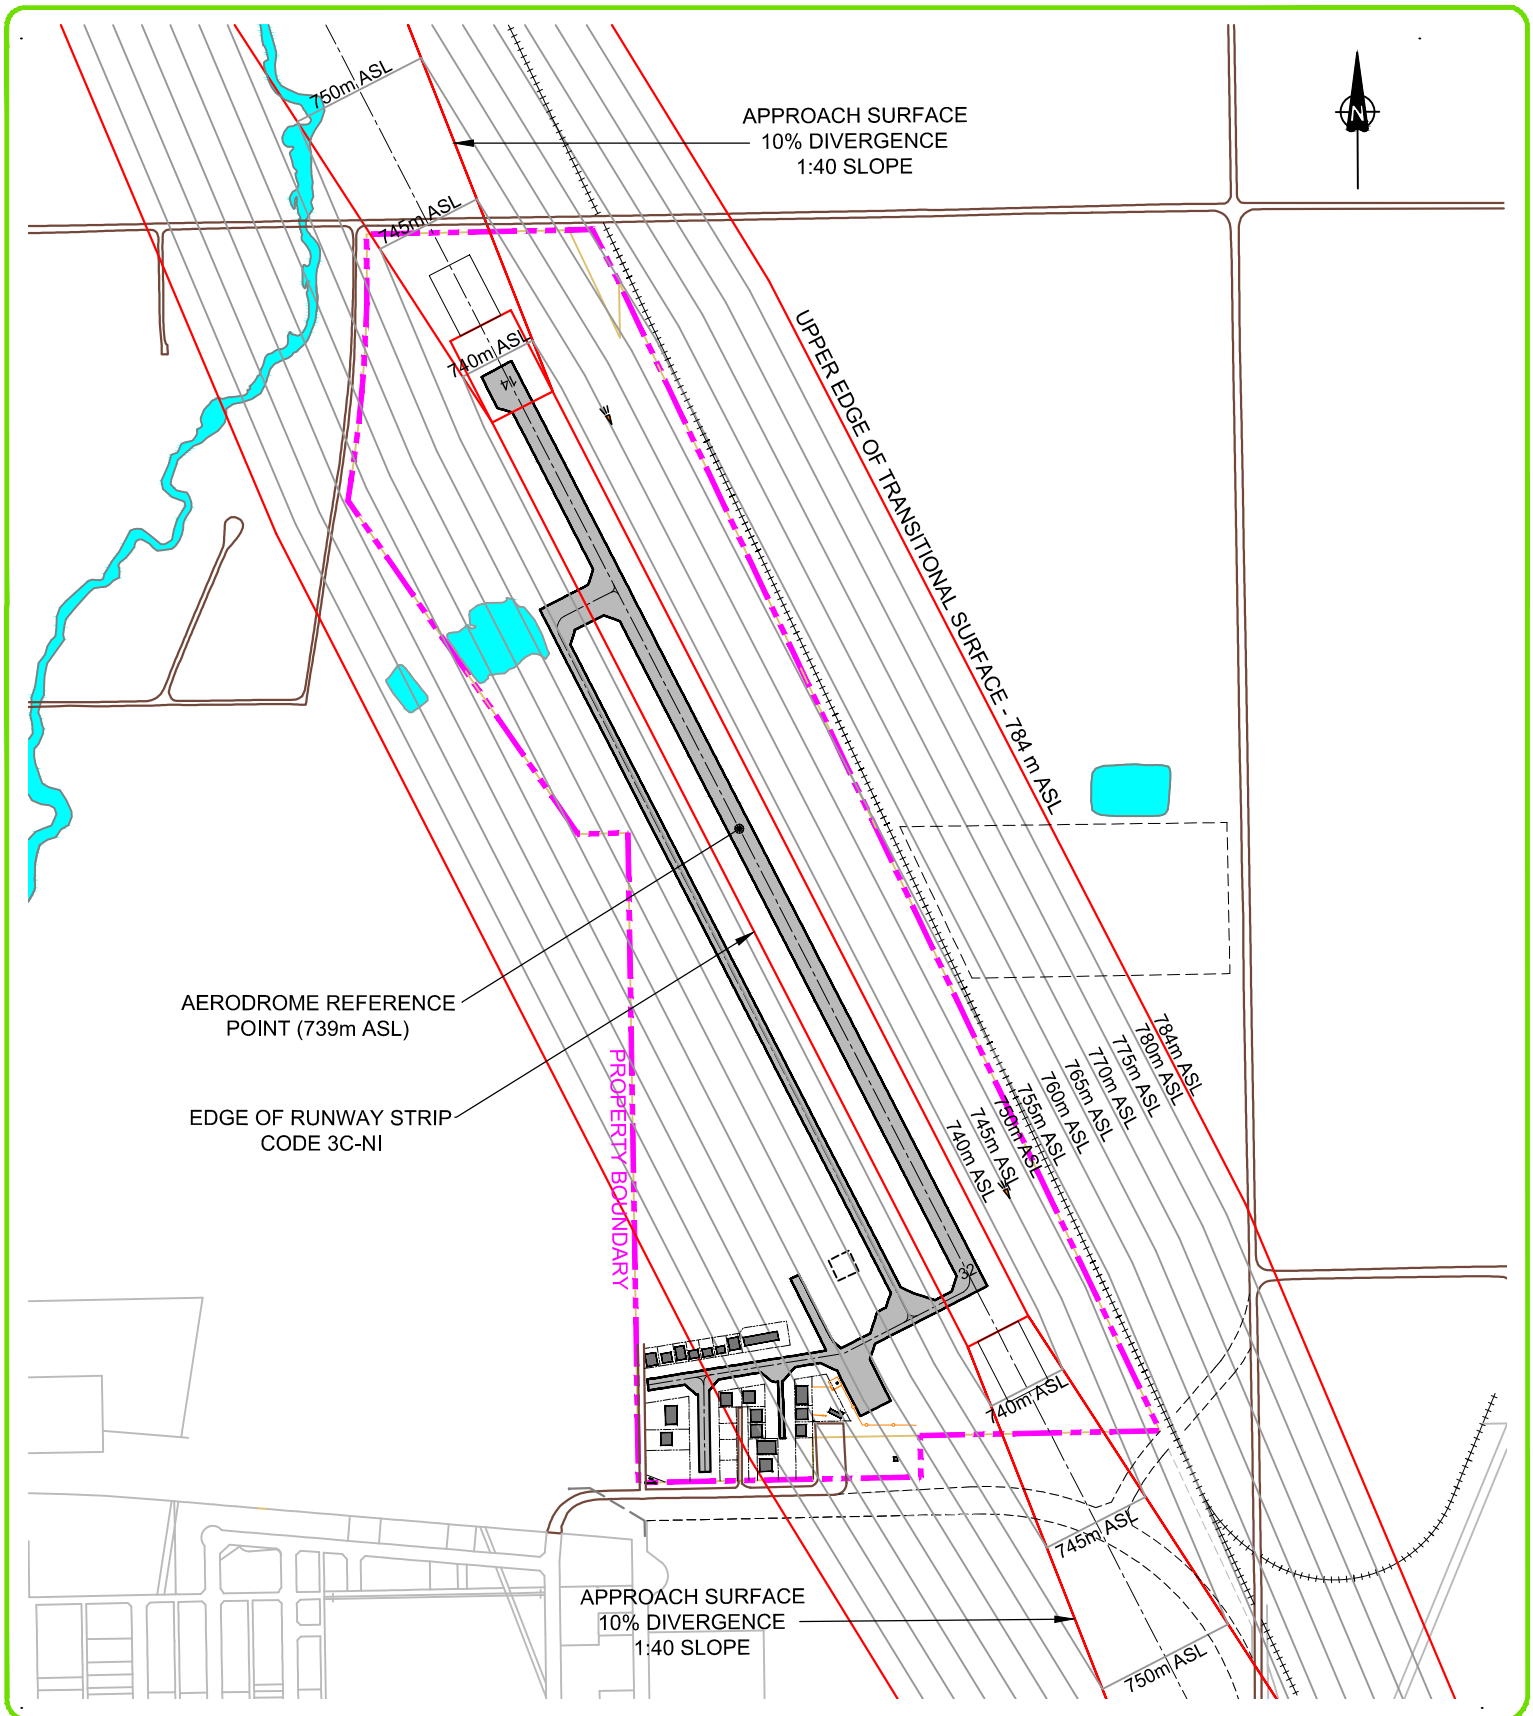 750m ASL
APPROACH SURFACE
10% DIVERGENCE
1:40 SLOPE
N
745m ASL
740m ASL
14
UPPER EDGE OF TRANSITIONAL SURFACE - 784 m ASL
AERODROME REFERENCE
POINT (739m ASL)
EDGE OF RUNWAY STRIP
CODE 3C-NI
PROPERTY BOUNDARY
740m ASL
745m ASL
750m ASL
755m ASL
760m ASL
765m ASL
770m ASL
775m ASL
780m ASL
784m ASL
32
740m ASL
745m ASL
APPROACH SURFACE
10% DIVERGENCE
1:40 SLOPE
750m ASL